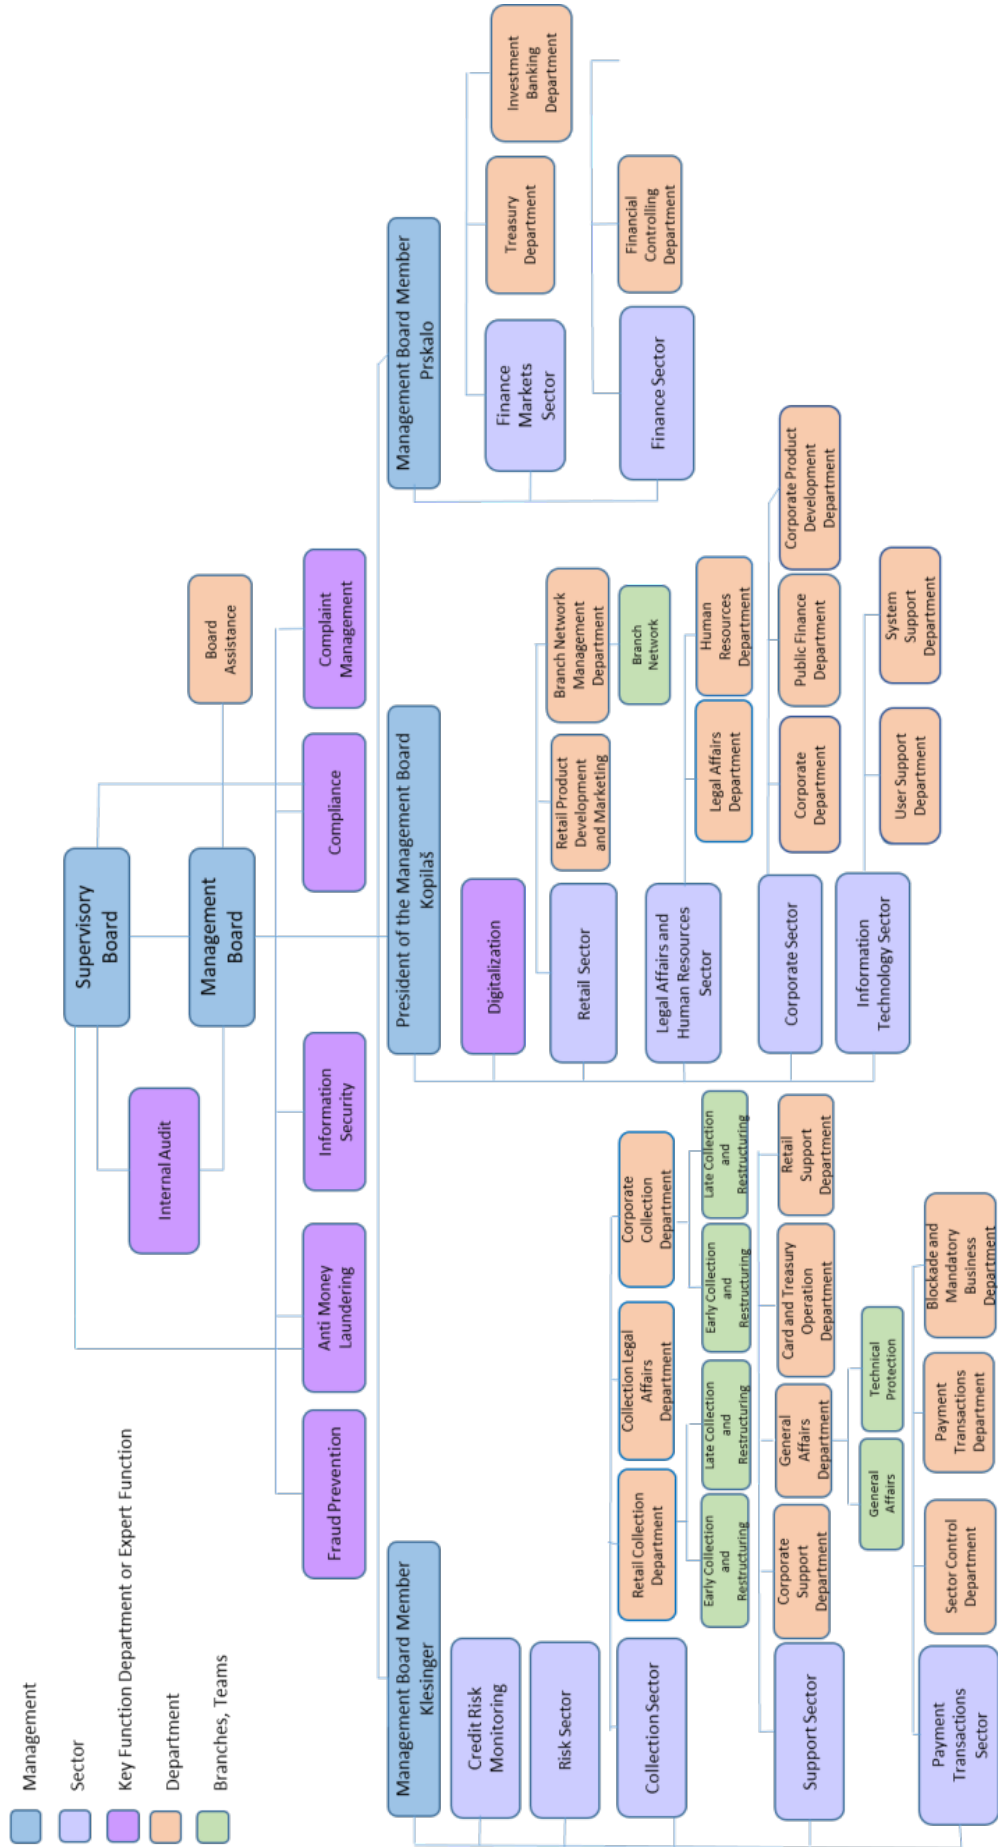 Management
Sector
Key Function Department or Expert Function
Department
Branches, Teams
Supervisory
Board
Internal Audit
Management
Board
Board
Assistance
Fraud Prevention
Anti Money
Laundering
Information
Security
Compliance
Complaint
Management
Management Board Member
Klesinger
President of the Management Board
Kopilaš
Management Board Member
Prskalo
Credit Risk
Monitoring
Risk Sector
Collection Sector
Retail Collection
Department
Collection Legal
Affairs
Department
Corporate
Collection
Department
Early Collection
and
Restructuring
Late Collection
and
Restructuring
Early Collection
and
Restructuring
Late Collection
and
Restructuring
Support Sector
Corporate
Support
Department
General
Affairs
Department
Card and Treasury
Operation
Department
Retail
Support
Department
General
Affairs
Technical
Protection
Payment
Transactions
Sector
Sector Control
Department
Payment
Transactions
Department
Blockade and
Mandatory
Business
Department
Digitalization
Retail Sector
Retail Product
Development
and Marketing
Branch Network
Management
Department
Branch
Network
Legal Affairs and
Human Resources
Sector
Legal Affairs
Department
Human
Resources
Department
Corporate Sector
Corporate
Department
Public Finance
Department
Corporate Product
Development
Department
Information
Technology Sector
User Support
Department
System
Support
Department
Finance
Markets
Sector
Treasury
Department
Investment
Banking
Department
Finance Sector
Financial
Controlling
Department